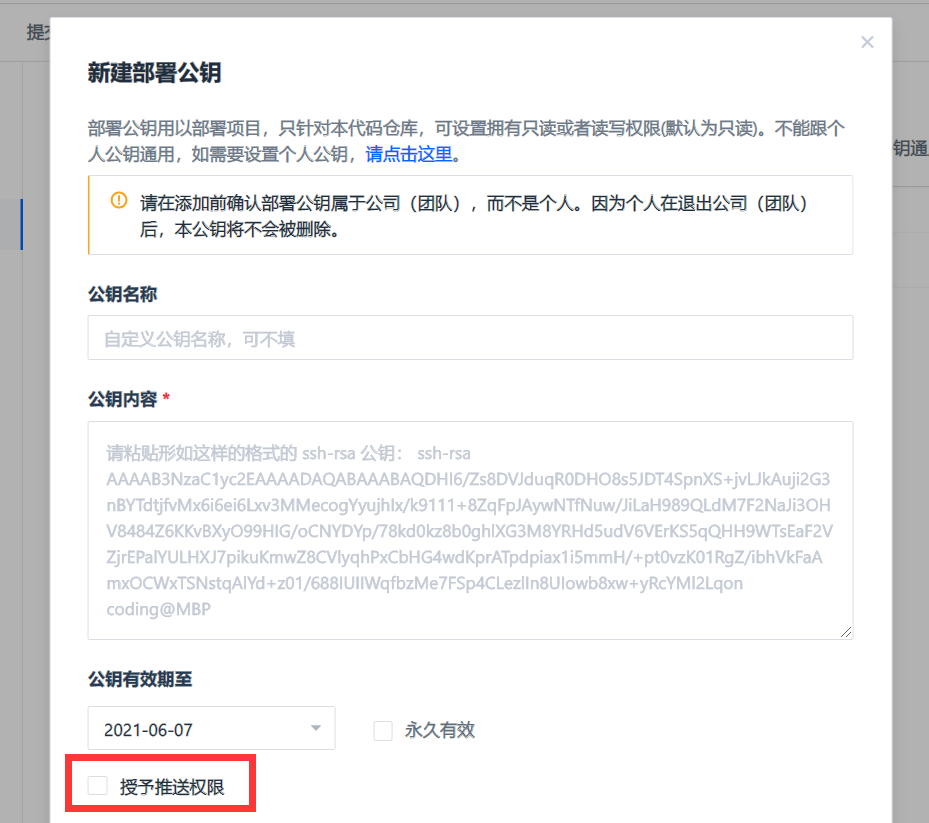 提交
新建部署公钥
部署公钥用以部署项目，只针对本代码仓库，可设置拥有只读或者读写权限(默认为只读)。不能跟个
人公钥通用，如需要设置个人公钥，请点击这里。
钥通
请在添加前确认部署公钥属于公司（团队），而不是个人。因为个人在退出公司（团队）
后，本公钥将不会被删除。
公钥名称
自定义公钥名称，可不填
公钥内容 *
请粘贴形如这样的格式的 ssh-rsa 公钥： ssh-rsa
AAAAB3NzaC1yc2EAAAADAQABAAABAQDHI6/Zs8DVJduqR0DHO8s5JDT4SpnXS+jvLJkAuji2G3
nBYTdtjfvMx6i6ei6Lxv3MMecogYyujhIx/k9111+8ZqFpJAywNTfNuw/JiLaH989QLdM7F2NaJi3OH
V8484Z6KKvBXyO99HIG/oCNYDYp/78kd0kz8b0ghlXG3M8YRHd5udV6VErKS5qQHH9WTsEaF2V
ZjrEPalYULHXJ7pikuKmwZ8CVlyqhPxCbHG4wdKprATpdpiax1i5mmH/+pt0vzK01RgZ/ibhVkFaA
mxOCWxTSNstqAlYd+z01/688IUIIWqfbzMe7FSp4CLezlIn8UIowb8xw+yRcYMl2Lqon
coding@MBP
公钥有效期至
2021-06-07
永久有效
授予推送权限